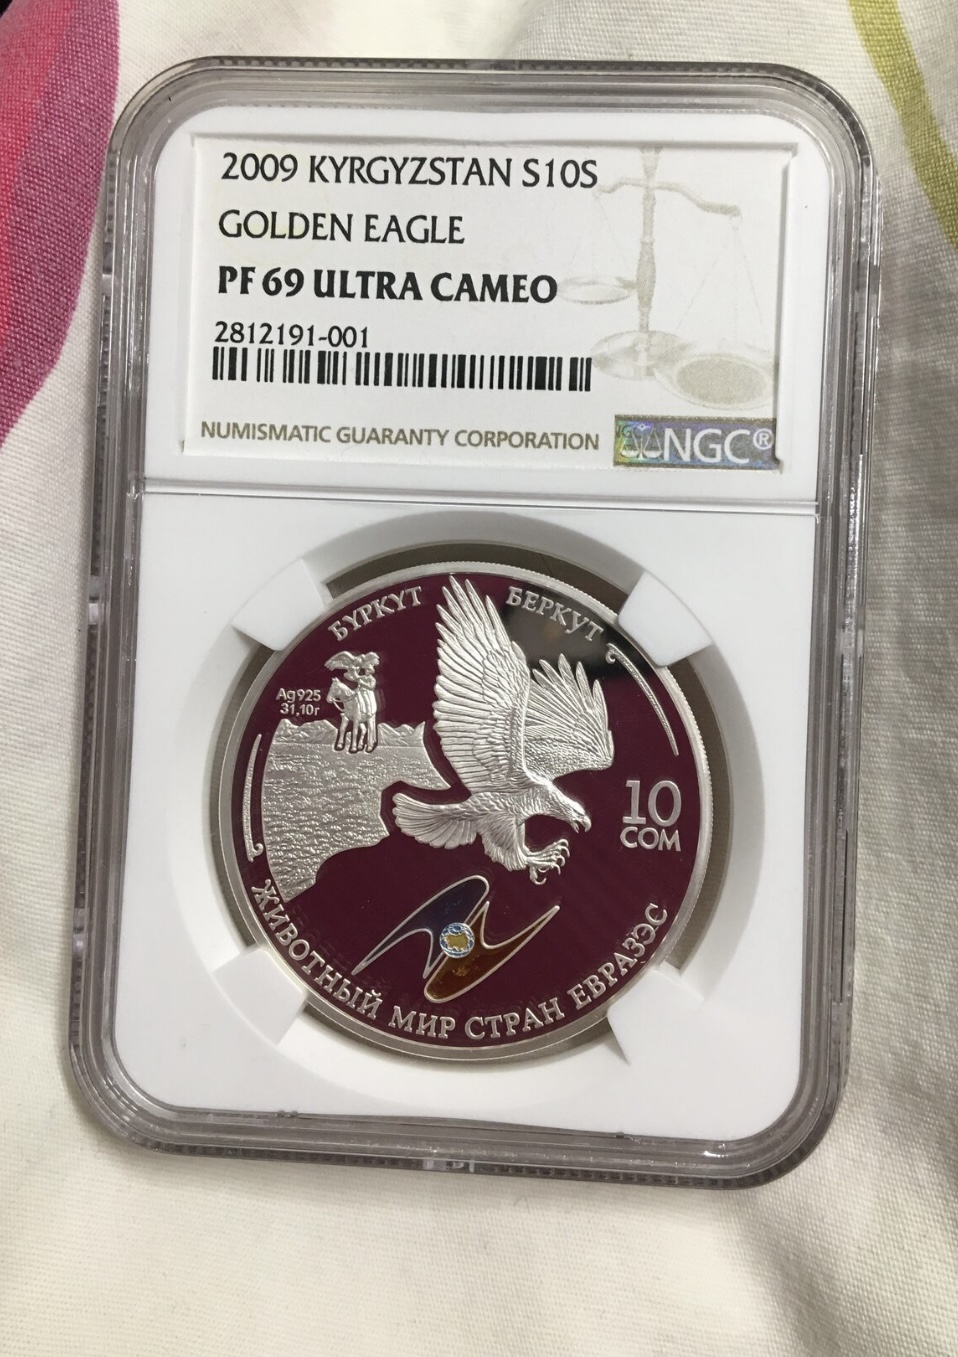 2009 KYRGYZSTAN S10S
GOLDEN EAGLE
PF 69 ULTRA CAMEO
2812191-001
NUMISMATIC GUARANTY CORPORATION
NGC®
БҮРКҮТ
БЕРКУТ
Ag925
31,10г
10
СОМ
ЖИВОТНЫЙ МИР СТРАН ЕВРАЗЭС